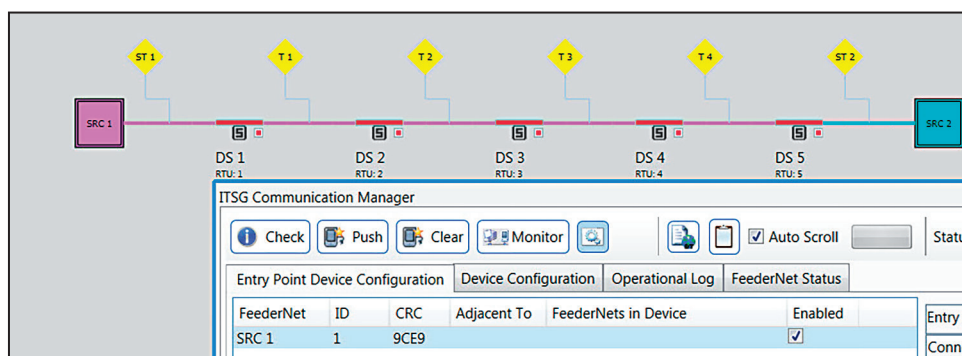 ST 1 T 1 T 2 T 3 T 4 ST 2
SRC 1 SRC 2
S S S S S
DS 1 DS 2 DS 3 DS 4 DS 5
RTU: 1 RTU: 2 RTU: 3 RTU: 4 RTU: 5
ITSG Communication Manager
Check Push Clear Monitor Auto Scroll Statu
Entry Point Device Configuration Device Configuration Operational Log FeederNet Status
FeederNet ID CRC Adjacent To FeederNets in Device Enabled Entry
SRC 1 1 9CE9
Conn